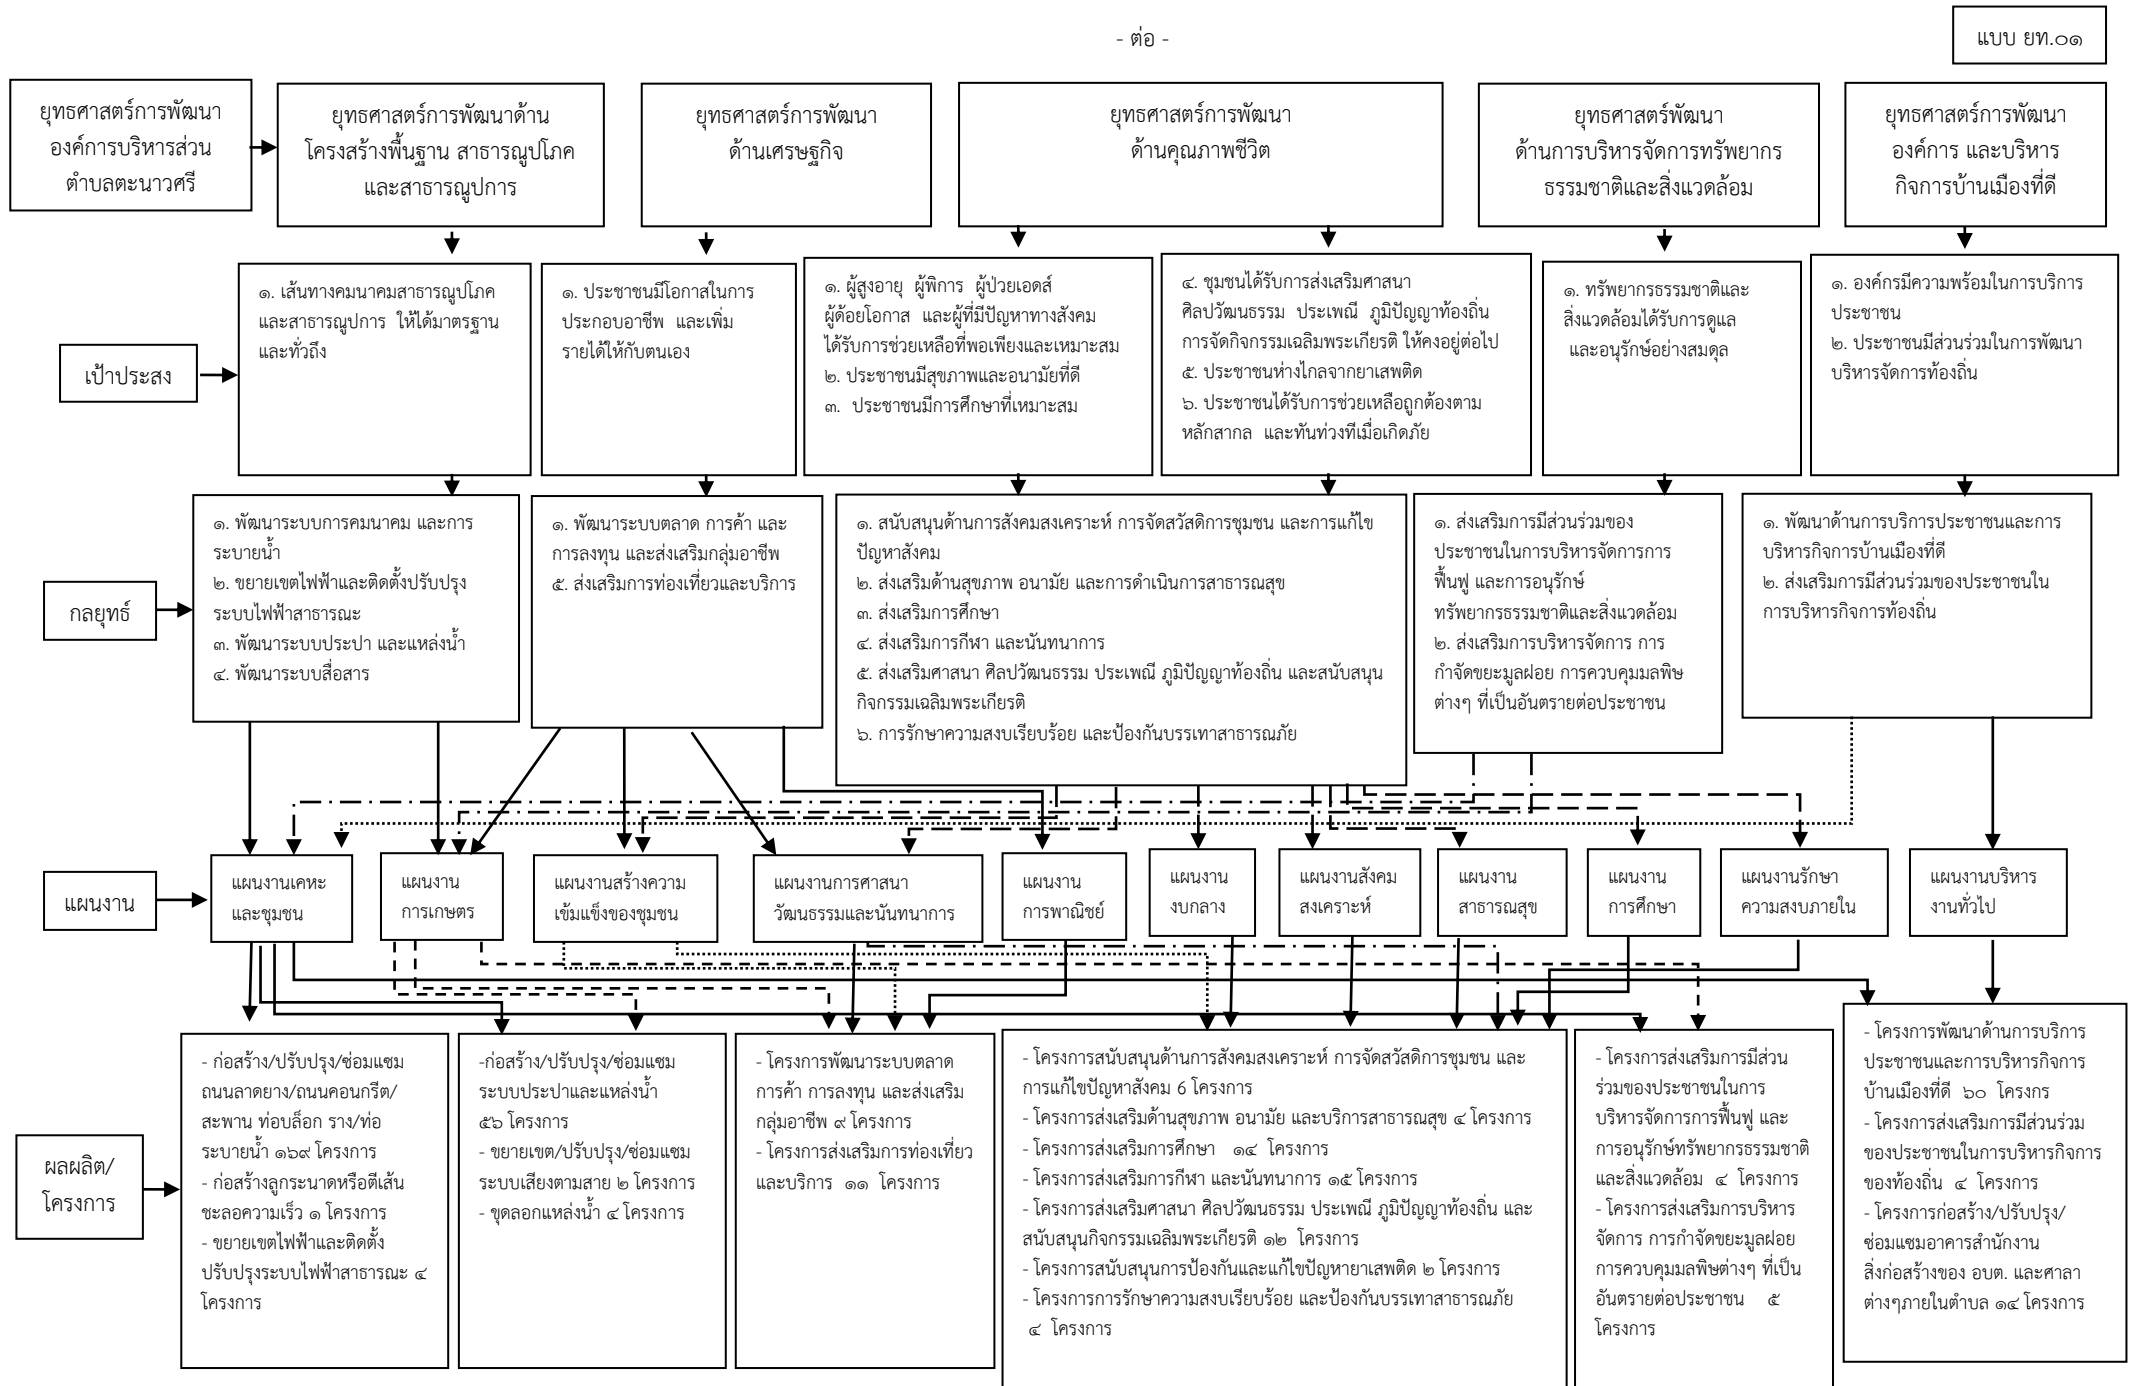 - ต่อ -
แบบ ยท.๐๑
ยุทธศาสตร์การพัฒนา
องค์การบริหารส่วน
ตำบลตะนาวศรี
ยุทธศาสตร์การพัฒนาด้าน
โครงสร้างพื้นฐาน สาธารณูปโภค
และสาธารณูปการ
ยุทธศาสตร์การพัฒนา
ด้านเศรษฐกิจ
ยุทธศาสตร์การพัฒนา
ด้านคุณภาพชีวิต
ยุทธศาสตร์พัฒนา
ด้านการบริหารจัดการทรัพยากร
ธรรมชาติและสิ่งแวดล้อม
ยุทธศาสตร์การพัฒนา
องค์การ และบริหาร
กิจการบ้านเมืองที่ดี
เป้าประสง
๑. เส้นทางคมนาคมสาธารณูปโภค
และสาธารณูปการ ให้ได้มาตรฐาน
และทั่วถึง
๑. ประชาชนมีโอกาสในการ
ประกอบอาชีพ และเพิ่ม
รายได้ให้กับตนเอง
๑. ผู้สูงอายุ ผู้พิการ ผู้ป่วยเอดส์
ผู้ด้อยโอกาส และผู้ที่มีปัญหาทางสังคม
ได้รับการช่วยเหลือที่พอเพียงและเหมาะสม
๒. ประชาชนมีสุขภาพและอนามัยที่ดี
๓. ประชาชนมีการศึกษาที่เหมาะสม
๔. ชุมชนได้รับการส่งเสริมศาสนา
ศิลปวัฒนธรรม ประเพณี ภูมิปัญญาท้องถิ่น
การจัดกิจกรรมเฉลิมพระเกียรติ ให้คงอยู่ต่อไป
๕. ประชาชนห่างไกลจากยาเสพติด
๖. ประชาชนได้รับการช่วยเหลือถูกต้องตาม
หลักสากล และทันท่วงทีเมื่อเกิดภัย
๑. ทรัพยากรธรรมชาติและ
สิ่งแวดล้อมได้รับการดูแล
และอนุรักษ์อย่างสมดุล
๑. องค์กรมีความพร้อมในการบริการ
ประชาชน
๒. ประชาชนมีส่วนร่วมในการพัฒนา
บริหารจัดการท้องถิ่น
กลยุทธ์
๑. พัฒนาระบบการคมนาคม และการ
ระบายน้ำ
๒. ขยายเขตไฟฟ้าและติดตั้งปรับปรุง
ระบบไฟฟ้าสาธารณะ
๓. พัฒนาระบบประปา และแหล่งน้ำ
๔. พัฒนาระบบสื่อสาร
๑. พัฒนาระบบตลาด การค้า และ
การลงทุน และส่งเสริมกลุ่มอาชีพ
๕. ส่งเสริมการท่องเที่ยวและบริการ
๑. สนับสนุนด้านการสังคมสงเคราะห์ การจัดสวัสดิการชุมชน และการแก้ไข
ปัญหาสังคม
๒. ส่งเสริมด้านสุขภาพ อนามัย และการดำเนินการสาธารณสุข
๓. ส่งเสริมการศึกษา
๔. ส่งเสริมการกีฬา และนันทนาการ
๕. ส่งเสริมศาสนา ศิลปวัฒนธรรม ประเพณี ภูมิปัญญาท้องถิ่น และสนับสนุน
กิจกรรมเฉลิมพระเกียรติ
๖. การรักษาความสงบเรียบร้อย และป้องกันบรรเทาสาธารณภัย
๑. ส่งเสริมการมีส่วนร่วมของ
ประชาชนในการบริหารจัดการการ
ฟื้นฟู และการอนุรักษ์
ทรัพยากรธรรมชาติและสิ่งแวดล้อม
๒. ส่งเสริมการบริหารจัดการ การ
กำจัดขยะมูลฝอย การควบคุมมลพิษ
ต่างๆ ที่เป็นอันตรายต่อประชาชน
๑. พัฒนาด้านการบริการประชาชนและการ
บริหารกิจการบ้านเมืองที่ดี
๒. ส่งเสริมการมีส่วนร่วมของประชาชนใน
การบริหารกิจการท้องถิ่น
แผนงาน
แผนงานเคหะ
และชุมชน
แผนงาน
การเกษตร
แผนงานสร้างความ
เข้มแข็งของชุมชน
แผนงานการศาสนา
วัฒนธรรมและนันทนาการ
แผนงาน
การพาณิชย์
แผนงาน
งบกลาง
แผนงานสังคม
สงเคราะห์
แผนงาน
สาธารณสุข
แผนงาน
การศึกษา
แผนงานรักษา
ความสงบภายใน
แผนงานบริหาร
งานทั่วไป
ผลผลิต/
โครงการ
- ก่อสร้าง/ปรับปรุง/ซ่อมแซม
ถนนลาดยาง/ถนนคอนกรีต/
สะพาน ท่อบล็อก ราง/ท่อ
ระบายน้ำ ๑๖๙ โครงการ
- ก่อสร้างลูกระนาดหรือตีเส้น
ชะลอความเร็ว ๑ โครงการ
- ขยายเขตไฟฟ้าและติดตั้ง
ปรับปรุงระบบไฟฟ้าสาธารณะ ๔
โครงการ
-ก่อสร้าง/ปรับปรุง/ซ่อมแซม
ระบบประปาและแหล่งน้ำ
๕๖ โครงการ
- ขยายเขต/ปรับปรุง/ซ่อมแซม
ระบบเสียงตามสาย ๒ โครงการ
- ขุดลอกแหล่งน้ำ ๔ โครงการ
- โครงการพัฒนาระบบตลาด
การค้า การลงทุน และส่งเสริม
กลุ่มอาชีพ ๙ โครงการ
- โครงการส่งเสริมการท่องเที่ยว
และบริการ ๑๑ โครงการ
- โครงการสนับสนุนด้านการสังคมสงเคราะห์ การจัดสวัสดิการชุมชน และ
การแก้ไขปัญหาสังคม 6 โครงการ
- โครงการส่งเสริมด้านสุขภาพ อนามัย และบริการสาธารณสุข ๔ โครงการ
- โครงการส่งเสริมการศึกษา ๑๔ โครงการ
- โครงการส่งเสริมการกีฬา และนันทนาการ ๑๕ โครงการ
- โครงการส่งเสริมศาสนา ศิลปวัฒนธรรม ประเพณี ภูมิปัญญาท้องถิ่น และ
สนับสนุนกิจกรรมเฉลิมพระเกียรติ ๑๒ โครงการ
- โครงการสนับสนุนการป้องกันและแก้ไขปัญหายาเสพติด ๒ โครงการ
- โครงการการรักษาความสงบเรียบร้อย และป้องกันบรรเทาสาธารณภัย
๔ โครงการ
- โครงการส่งเสริมการมีส่วน
ร่วมของประชาชนในการ
บริหารจัดการการฟื้นฟู และ
การอนุรักษ์ทรัพยากรธรรมชาติ
และสิ่งแวดล้อม ๔ โครงการ
- โครงการส่งเสริมการบริหาร
จัดการ การกำจัดขยะมูลฝอย
การควบคุมมลพิษต่างๆ ที่เป็น
อันตรายต่อประชาชน ๕
โครงการ
- โครงการพัฒนาด้านการบริการ
ประชาชนและการบริหารกิจการ
บ้านเมืองที่ดี ๖๐ โครงกร
- โครงการส่งเสริมการมีส่วนร่วม
ของประชาชนในการบริหารกิจการ
ของท้องถิ่น ๔ โครงการ
- โครงการก่อสร้าง/ปรับปรุง/
ซ่อมแซมอาคารสำนักงาน
สิ่งก่อสร้างของ อบต. และศาลา
ต่างๆภายในตำบล ๑๔ โครงการ